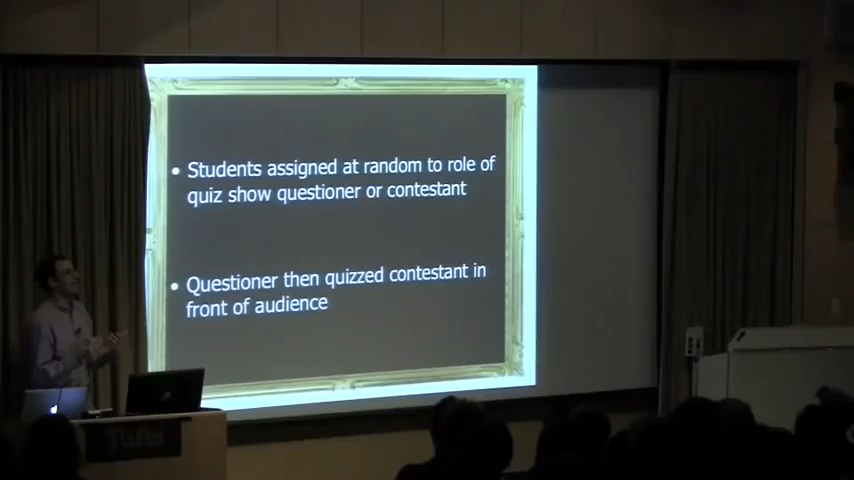 • Students assigned at random to role of
quiz show questioner or contestant
• Questioner then quizzed contestant in
front of audience
Tufts